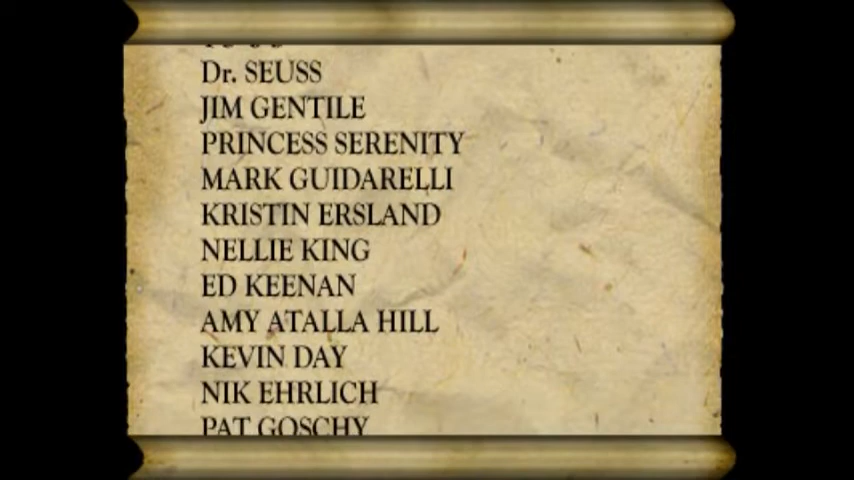 Dr. SEUSS
JIM GENTILE
PRINCESS SERENITY
MARK GUIDARELLI
KRISTIN ERSLAND
NELLIE KING
ED KEENAN
AMY ATALLA HILL
KEVIN DAY
NIK EHRLICH
PAT GOSCHY